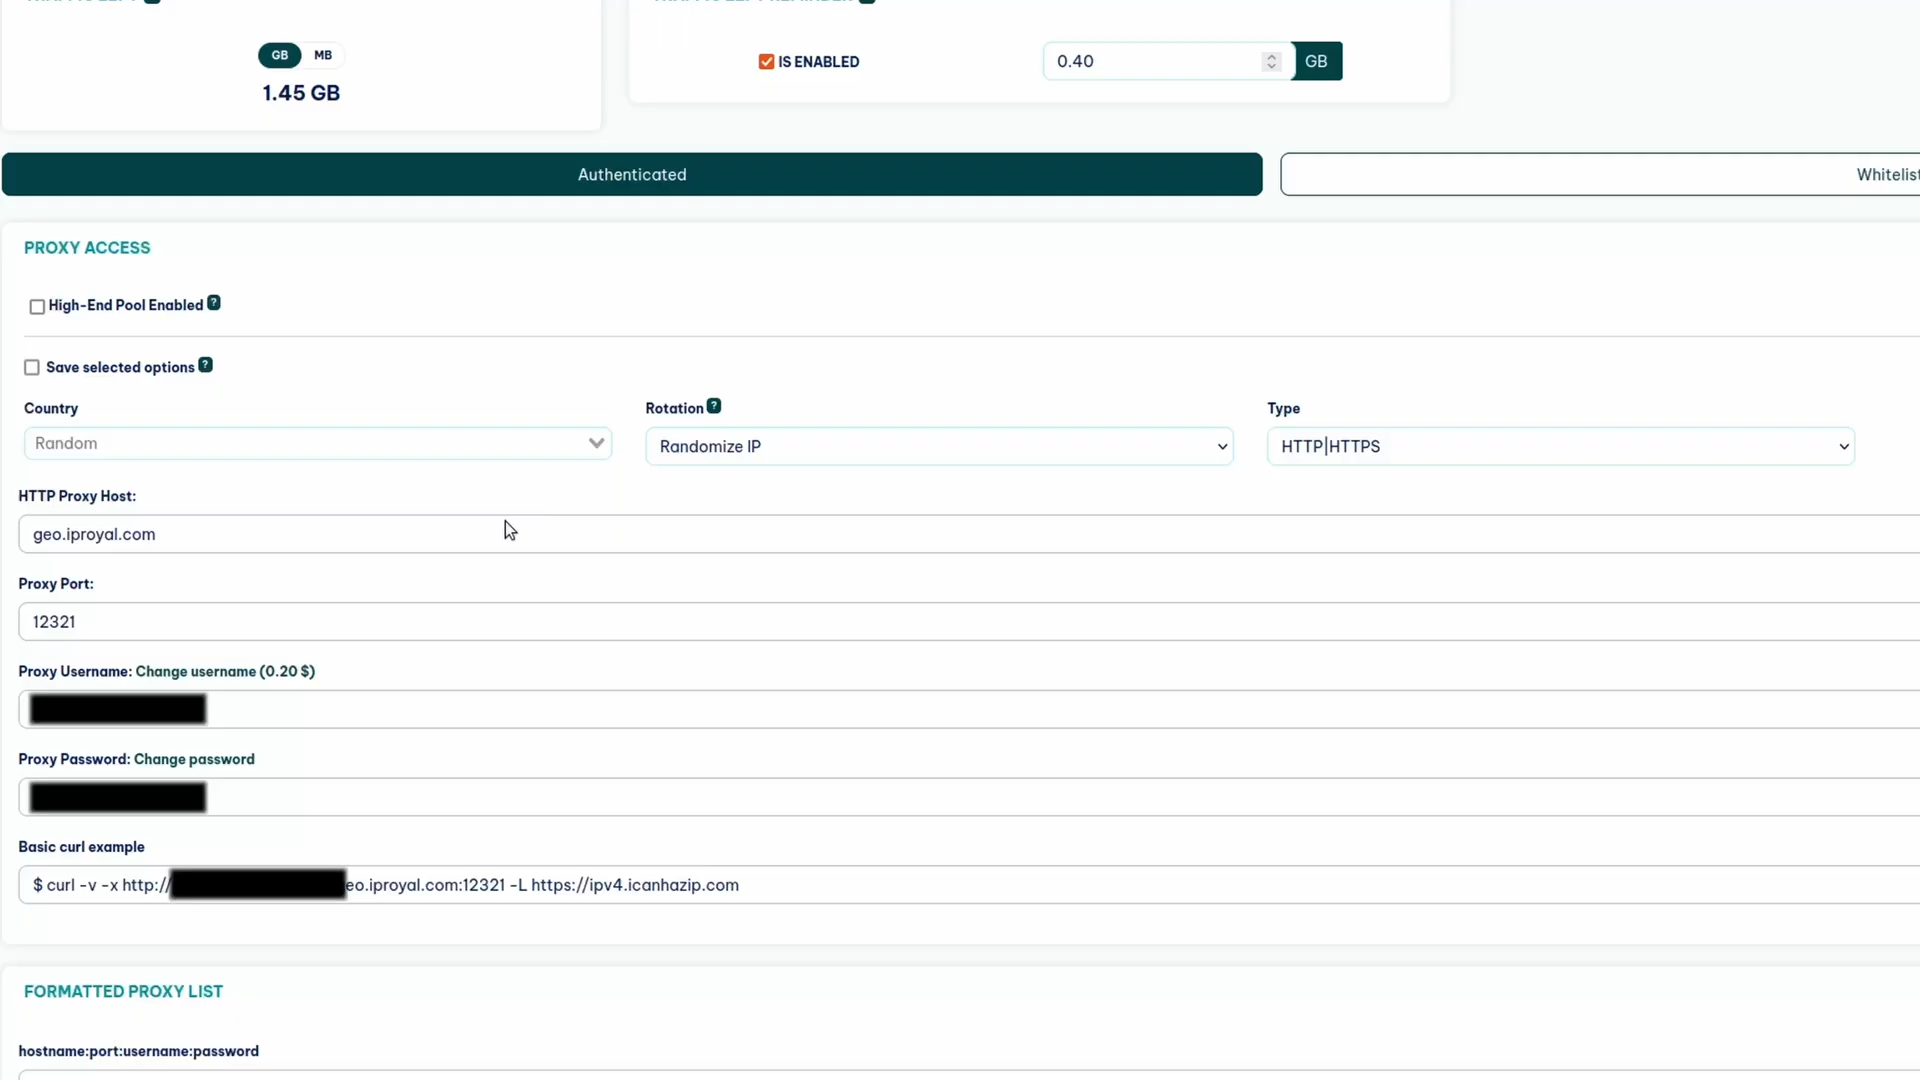 GB MB
1.45 GB
IS ENABLED
0.40
GB
Authenticated
Whitelist
PROXY ACCESS
High-End Pool Enabled ?
Save selected options ?
Country
Random
Rotation ?
Randomize IP
Type
HTTP|HTTPS
HTTP Proxy Host:
geo.iproyal.com
Proxy Port:
12321
Proxy Username: Change username (0.20 $)
Proxy Password: Change password
Basic curl example
$ curl -v -x http:// eo.iproyal.com:12321 -L https://ipv4.icanhazip.com
FORMATTED PROXY LIST
hostname:port:username:password